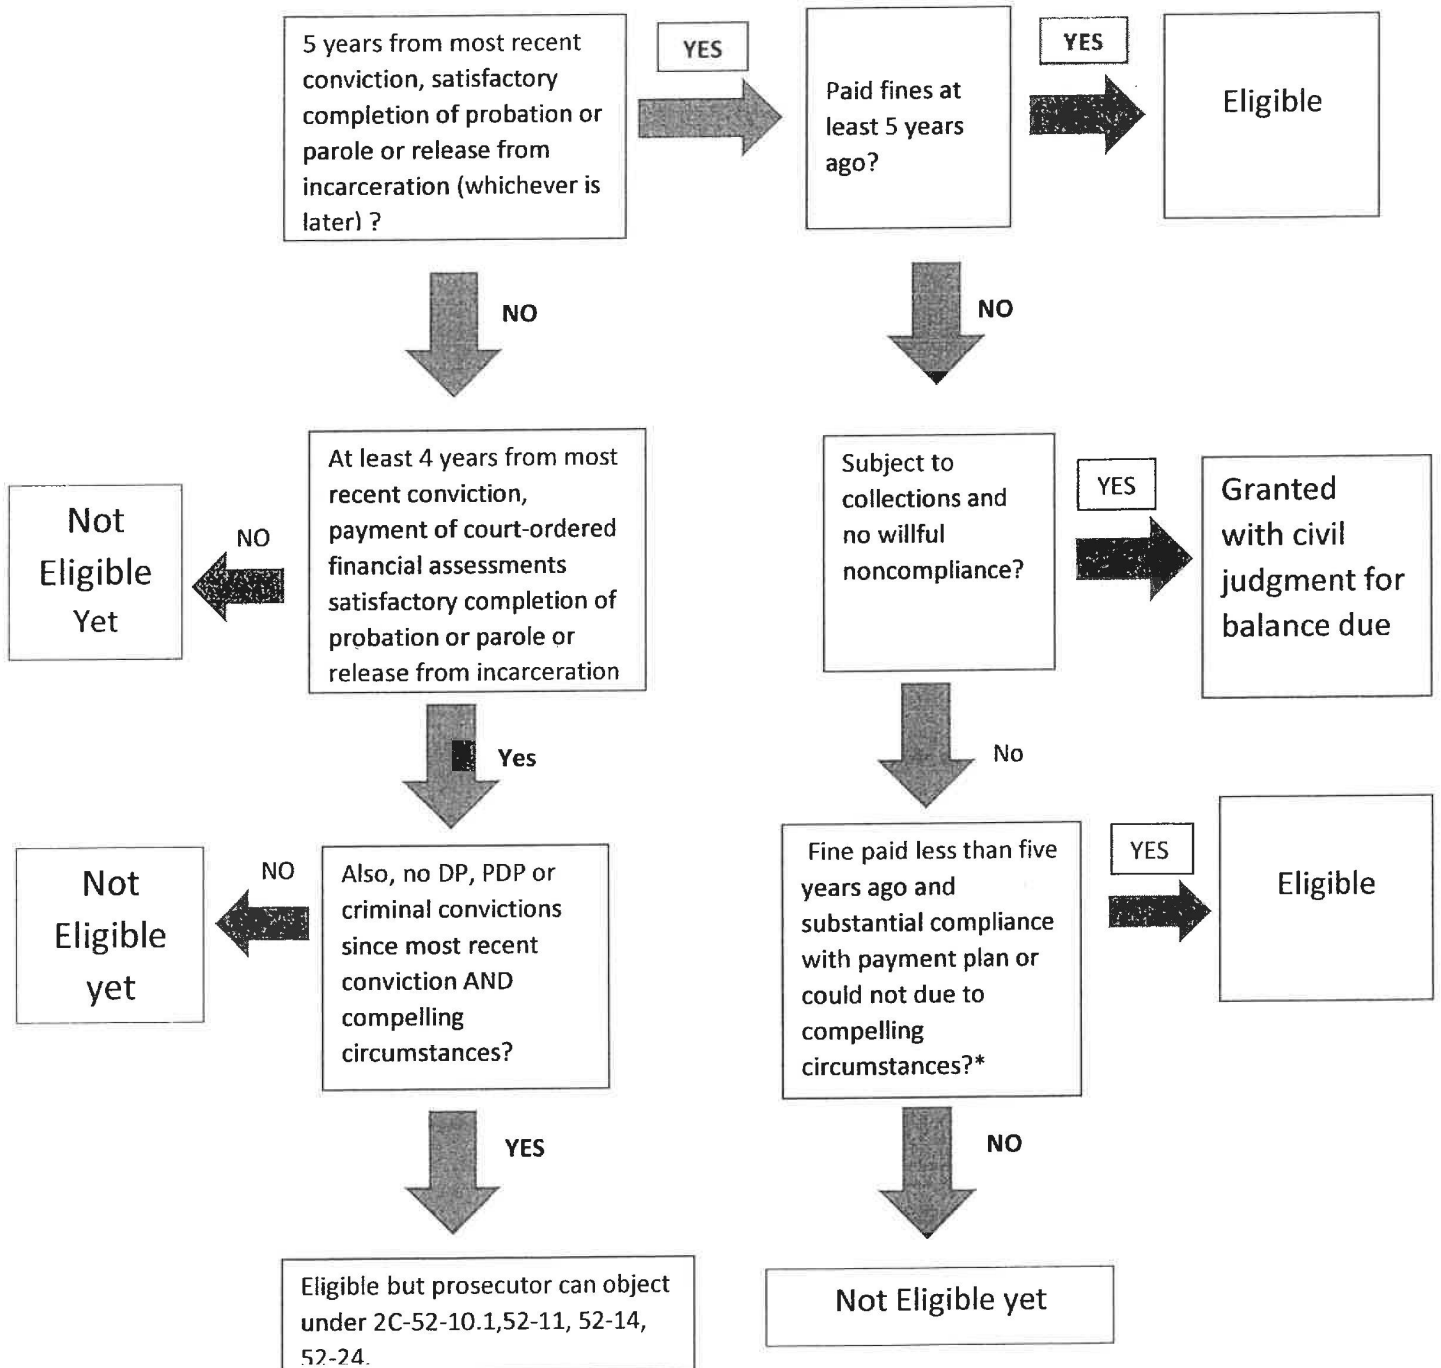 5 years from most recent
conviction, satisfactory
completion of probation or
parole or release from
incarceration (whichever is
later) ?
YES
Paid fines at
least 5 years
ago?
YES
Eligible
NO
NO
At least 4 years from most
recent conviction,
payment of court-ordered
financial assessments
satisfactory completion of
probation or parole or
release from incarceration
NO
Not
Eligible
Yet
Subject to
collections and
no willful
noncompliance?
YES
Granted
with civil
judgment for
balance due
Yes
No
Also, no DP, PDP or
criminal convictions
since most recent
conviction AND
compelling
circumstances?
NO
Not
Eligible
yet
Fine paid less than five
years ago and
substantial compliance
with payment plan or
could not due to
compelling
circumstances?*
YES
Eligible
YES
NO
Eligible but prosecutor can object
under 2C-52-10.1,52-11, 52-14,
52-24.
Not Eligible yet